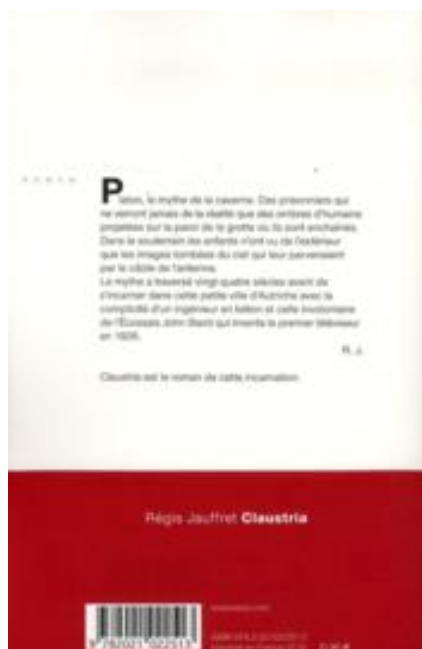 ROMAN
Platon, le mythe de la caverne. Des prisonniers qui
ne verront jamais de la réalité que des ombres d'humains
projetées sur la paroi de la grotte où ils sont enchaînés.
Dans le souterrain les enfants n'ont vu de l'extérieur
que les images tombées du ciel qui leur parvenaient
par le câble de l'antenne.
Le mythe a traversé vingt-quatre siècles avant de
s'incarner dans cette petite ville d'Autriche avec la
complicité d'un ingénieur en béton et celle involontaire
de l'Écossais John Baird qui inventa le premier téléviseur
en 1926.
R. J.
Claustria est le roman de cette incarnation.
Régis Jauffret Claustria